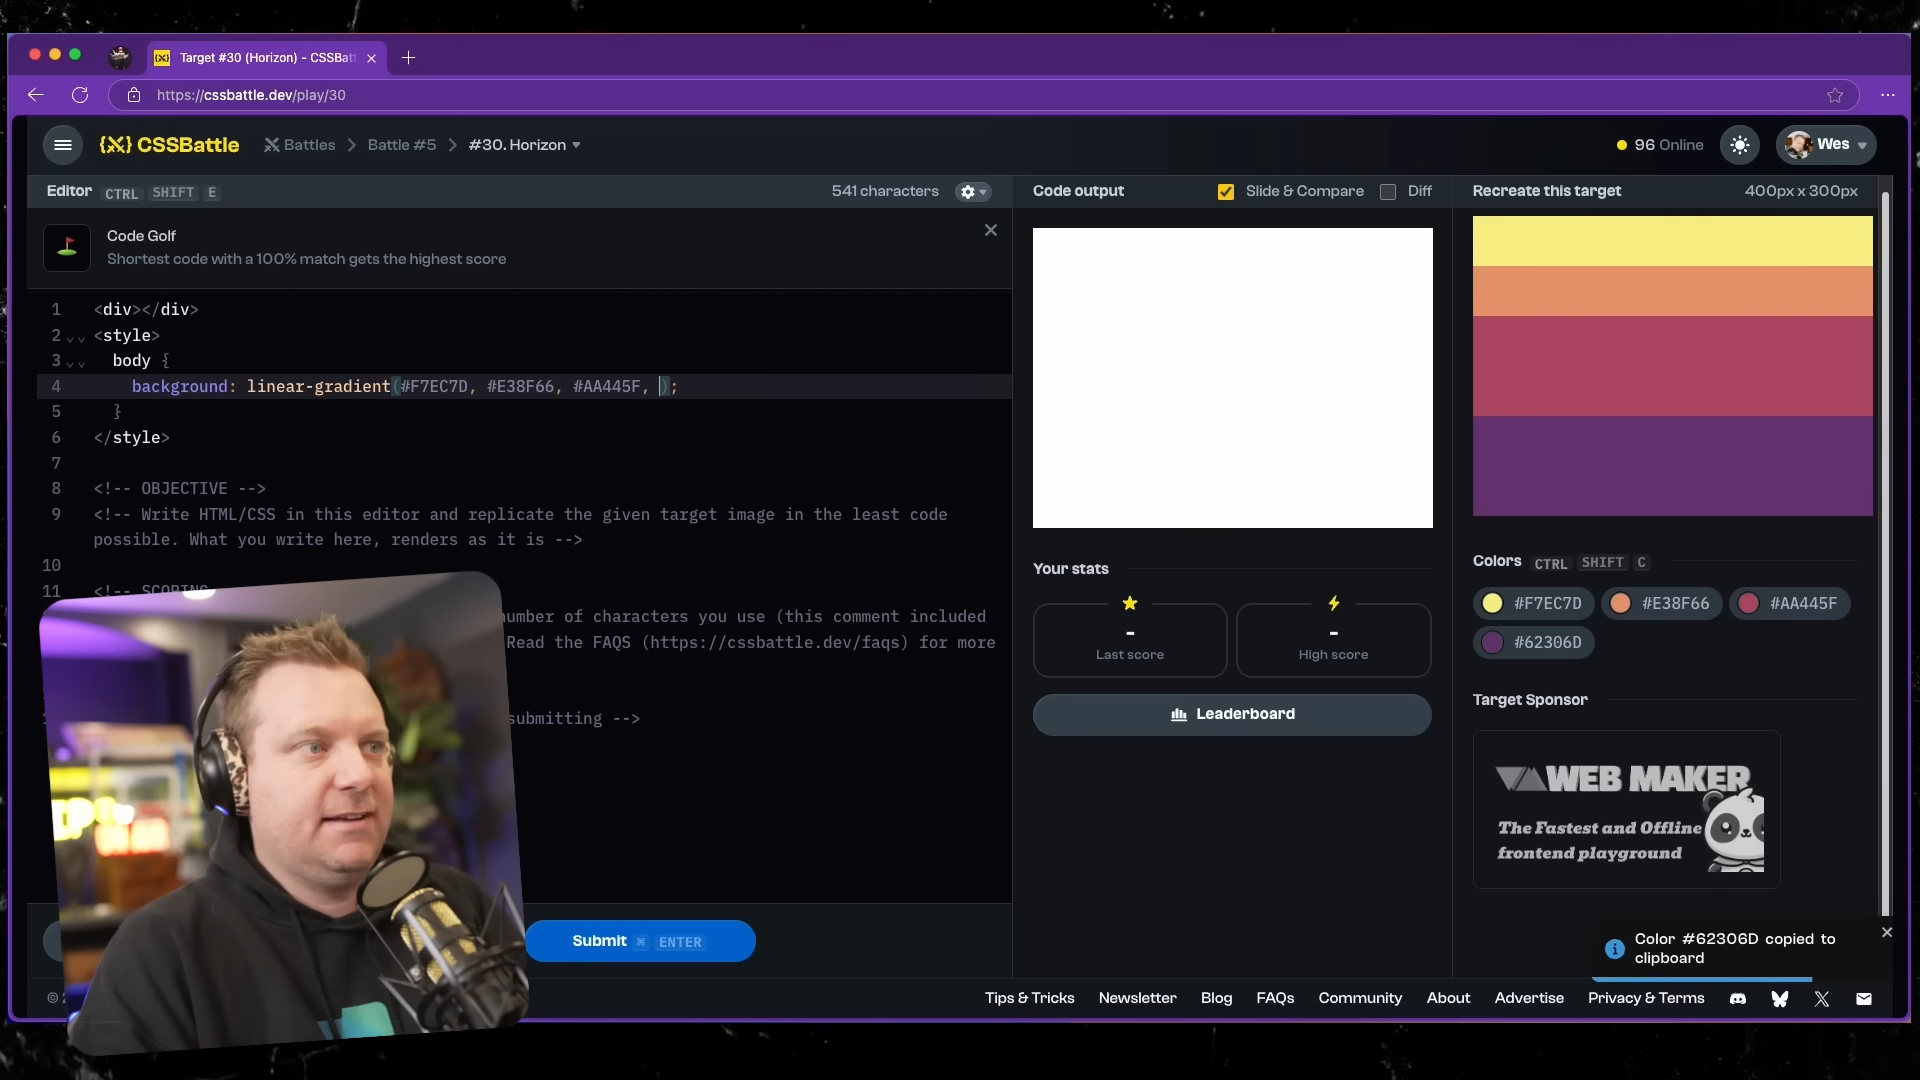 Target #30 (Horizon) - CSSBat
https://cssbattle.dev/play/30
CSSBattle
Battles
Battle #5
#30. Horizon
96 Online
Wes
Editor CTRL SHIFT E
541 characters
Code output
Slide & Compare
Diff
Recreate this target
400px x 300px
Code Golf
Shortest code with a 100% match gets the highest score
1 <div></div>
2 <style>
3 body {
4 background: linear-gradient(#F7EC7D, #E38F66, #AA445F, );
5 }
6 </style>
7
8 <!-- OBJECTIVE -->
9 <!-- Write HTML/CSS in this editor and replicate the given target image in the least code
possible. What you write here, renders as it is -->
10
11 <!-- SCORING
number of characters you use (this comment included
Read the FAQS (https://cssbattle.dev/faqs) for more
submitting -->
Submit ⌘ ENTER
Your stats
-
Last score
-
High score
Leaderboard
Colors CTRL SHIFT C
#F7EC7D
#E38F66
#AA445F
#62306D
Target Sponsor
WEB MAKER
The Fastest and Offline
frontend playground
Color #62306D copied to
clipboard
Tips & Tricks
Newsletter
Blog
FAQs
Community
About
Advertise
Privacy & Terms